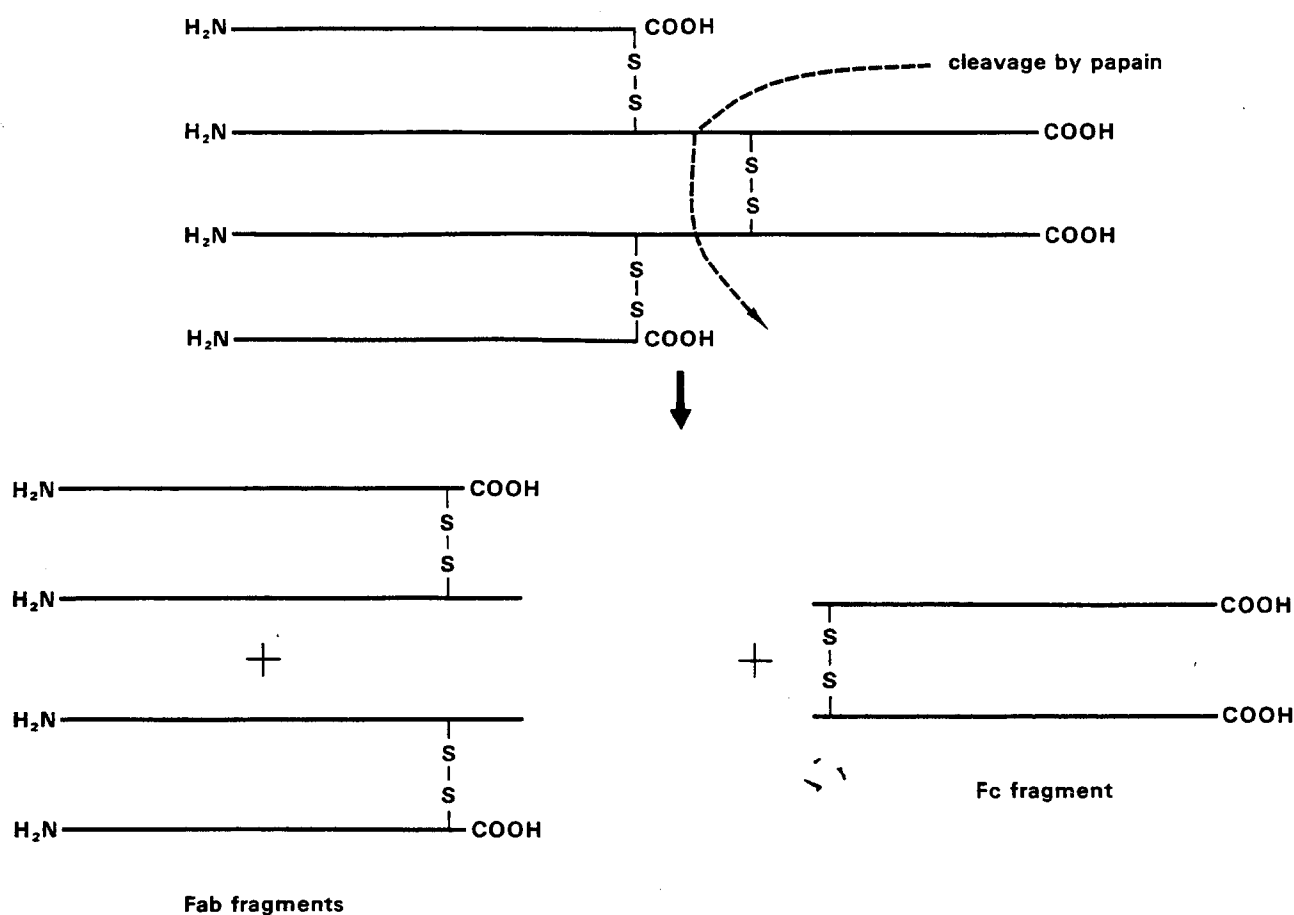 H₂N COOH
S
S
cleavage by papain
H₂N COOH
S
S
H₂N COOH
S
S
H₂N COOH
H₂N COOH
S
S
H₂N
+
H₂N
S
S
H₂N COOH
Fab fragments
+
COOH
S
S
COOH
Fc fragment